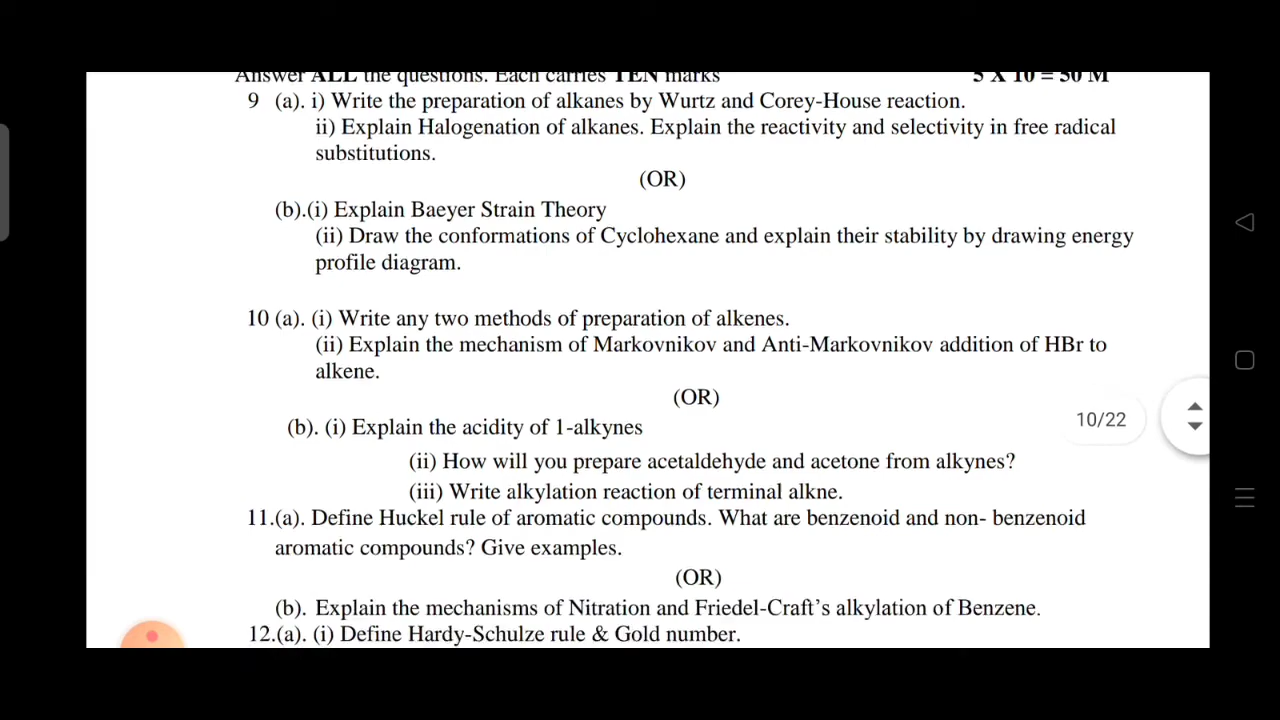 Answer ALL the questions. Each carries TEN marks 5 X 10 = 50 M
9 (a). i) Write the preparation of alkanes by Wurtz and Corey-House reaction.
ii) Explain Halogenation of alkanes. Explain the reactivity and selectivity in free radical
substitutions.
(OR)
(b).(i) Explain Baeyer Strain Theory
(ii) Draw the conformations of Cyclohexane and explain their stability by drawing energy
profile diagram.
10 (a). (i) Write any two methods of preparation of alkenes.
(ii) Explain the mechanism of Markovnikov and Anti-Markovnikov addition of HBr to
alkene.
(OR)
(b). (i) Explain the acidity of 1-alkynes
10/22
(ii) How will you prepare acetaldehyde and acetone from alkynes?
(iii) Write alkylation reaction of terminal alkne.
11.(a). Define Huckel rule of aromatic compounds. What are benzenoid and non- benzenoid
aromatic compounds? Give examples.
(OR)
(b). Explain the mechanisms of Nitration and Friedel-Craft's alkylation of Benzene.
12.(a). (i) Define Hardy-Schulze rule & Gold number.